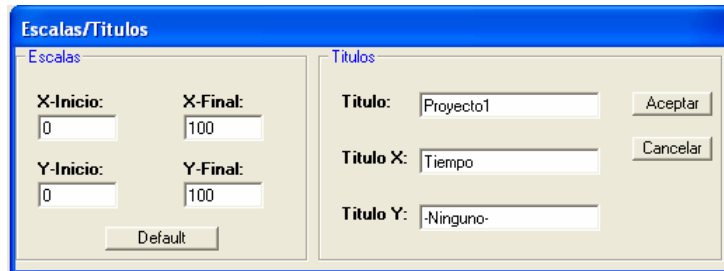 Escalas/Titulos
Escalas
X-Inicio: X-Final:
0 100
Y-Inicio: Y-Final:
0 100
Default
Titulos
Titulo: Proyecto1
Titulo X: Tiempo
Titulo Y: -Ninguno-
Aceptar
Cancelar